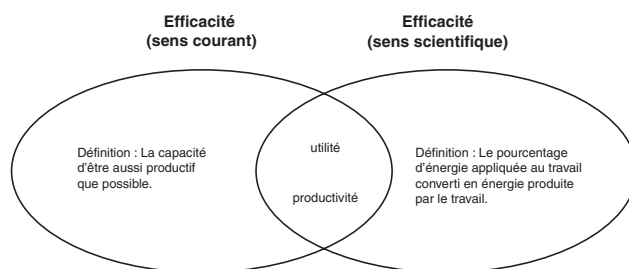 Efficacité
(sens courant)
Efficacité
(sens scientifique)
Définition : La capacité
d'être aussi productif
que possible.
utilité
productivité
Définition : Le pourcentage
d'énergie appliquée au travail
converti en énergie produite
par le travail.